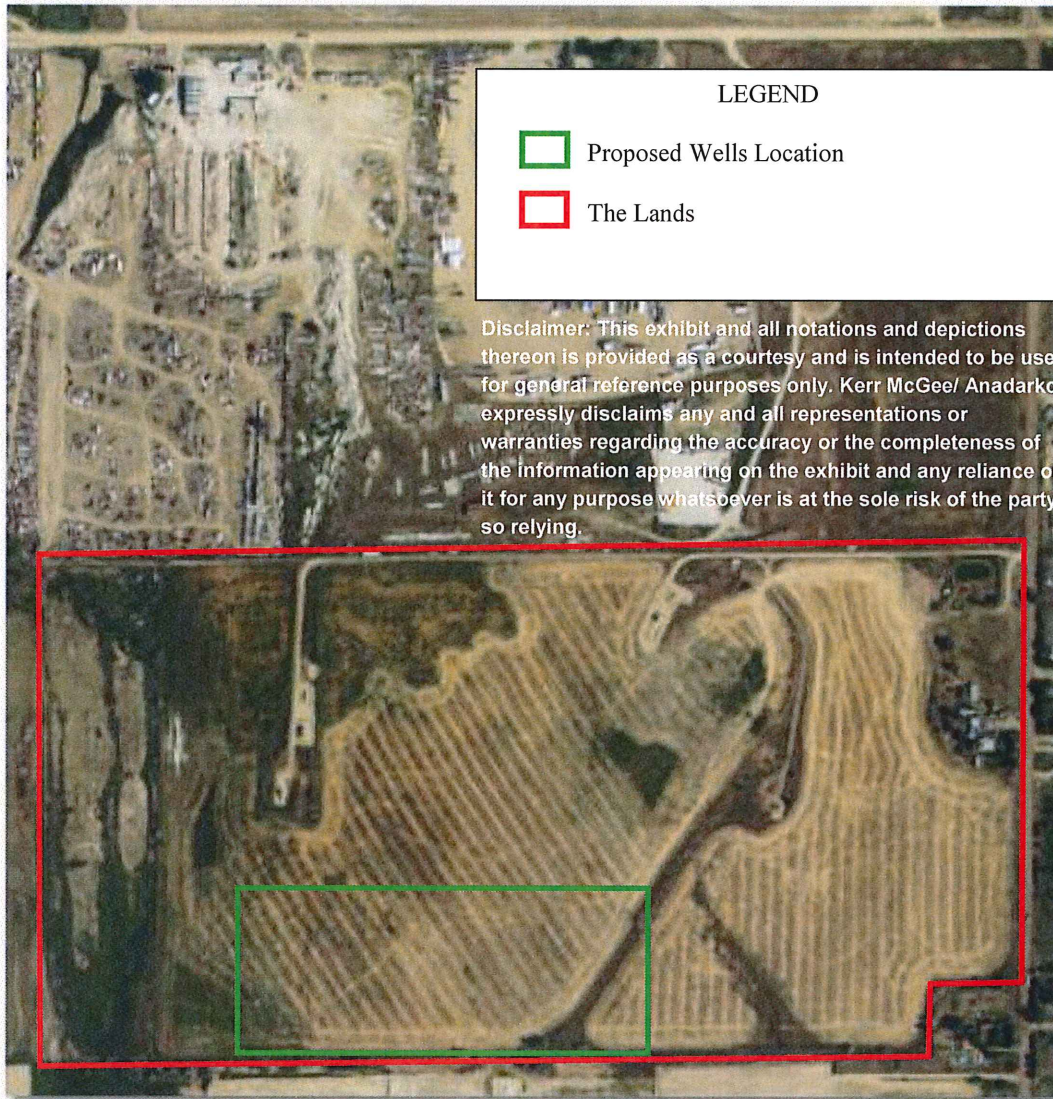 LEGEND
Proposed Wells Location
The Lands
Disclaimer: This exhibit and all notations and depictions
thereon is provided as a courtesy and is intended to be use
for general reference purposes only. Kerr McGee/ Anadarko
expressly disclaims any and all representations or
warranties regarding the accuracy or the completeness of
the information appearing on the exhibit and any reliance o
it for any purpose whatsoever is at the sole risk of the party
so relying.